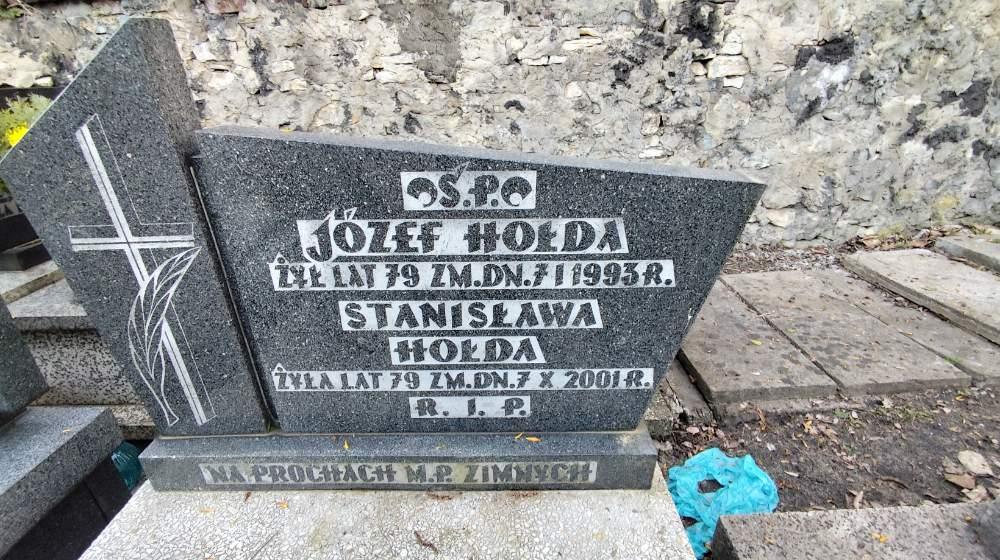 Ś.P.
JÓZEF HOŁDA
ŻYŁ LAT 79 ZM.DN.7 I 1993 R.
STANISŁAWA
HOŁDA
ŻYŁA LAT 79 ZM.DN.7 X 2001 R.
R. I. P.
NA PROCHACH M.P. ZIMNYCH